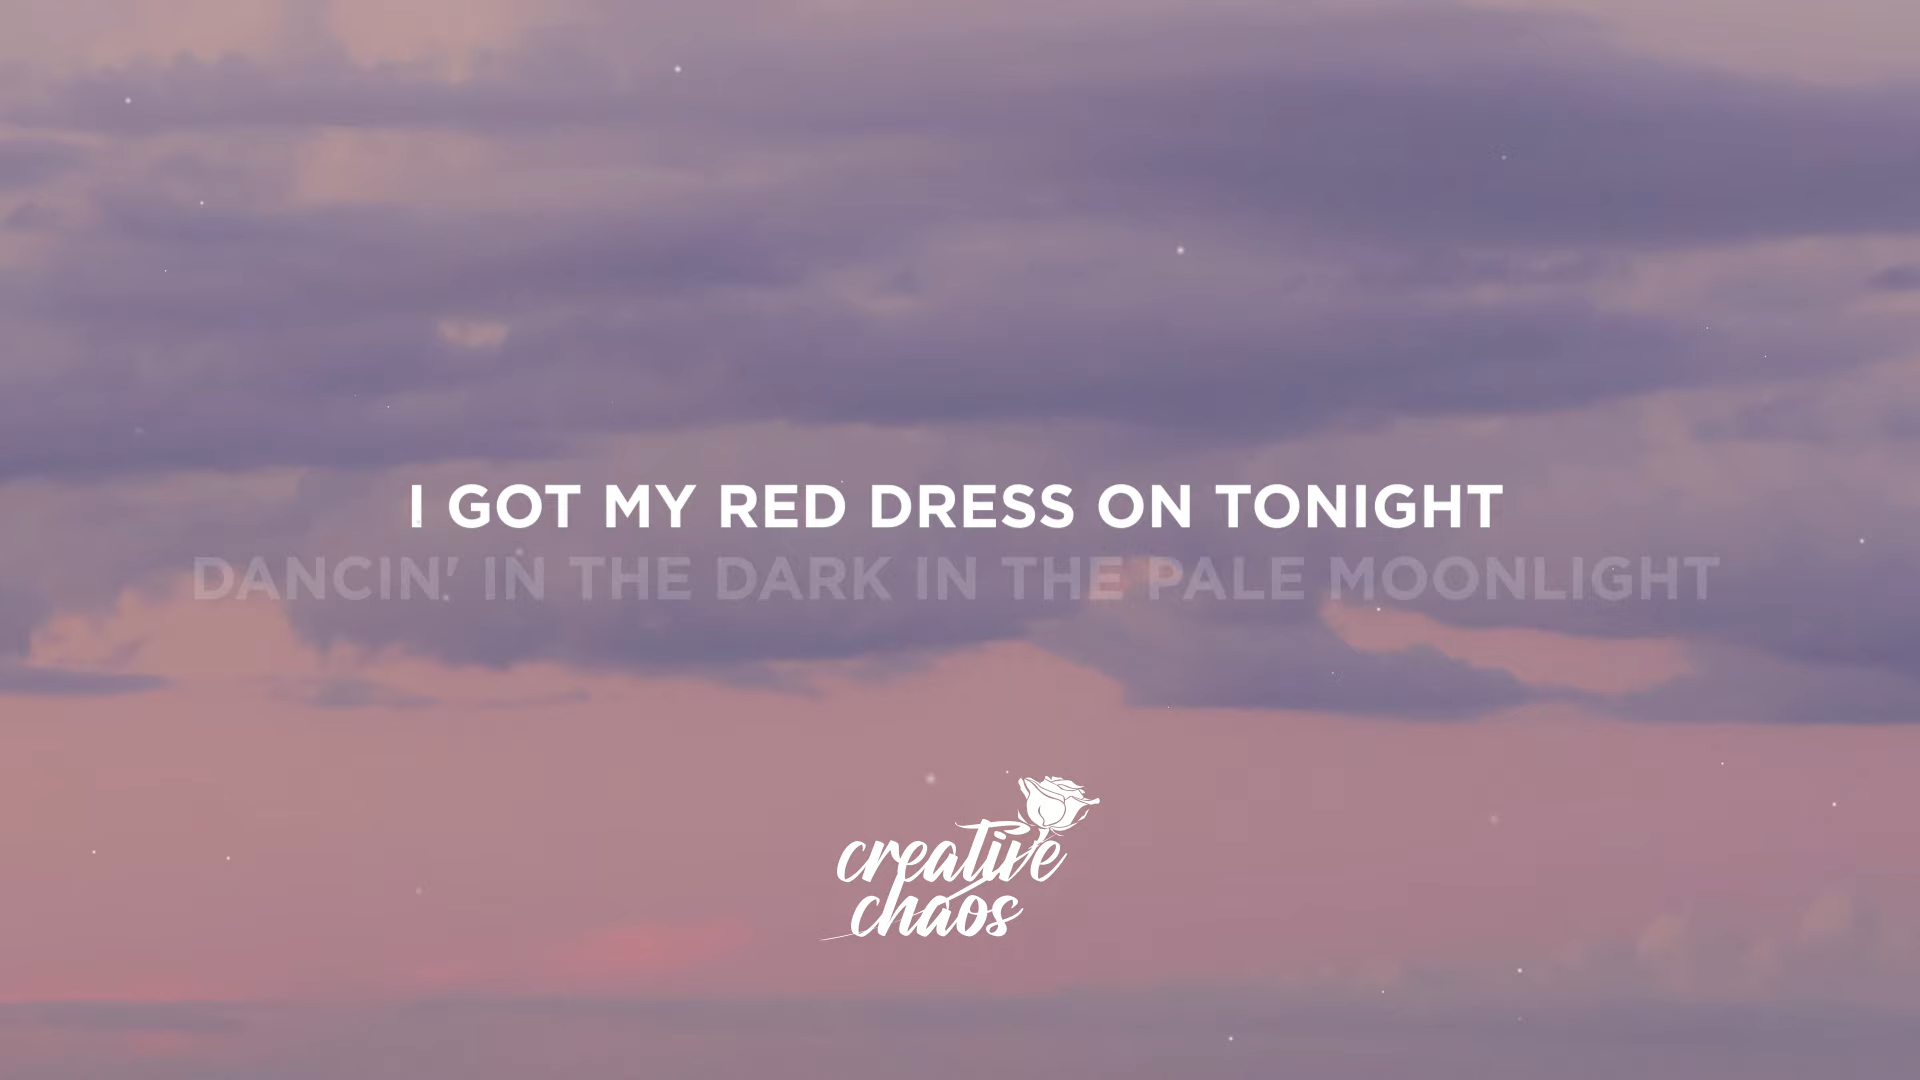 I GOT MY RED DRESS ON TONIGHT
DANCIN' IN THE DARK IN THE PALE MOONLIGHT
creative
chaos